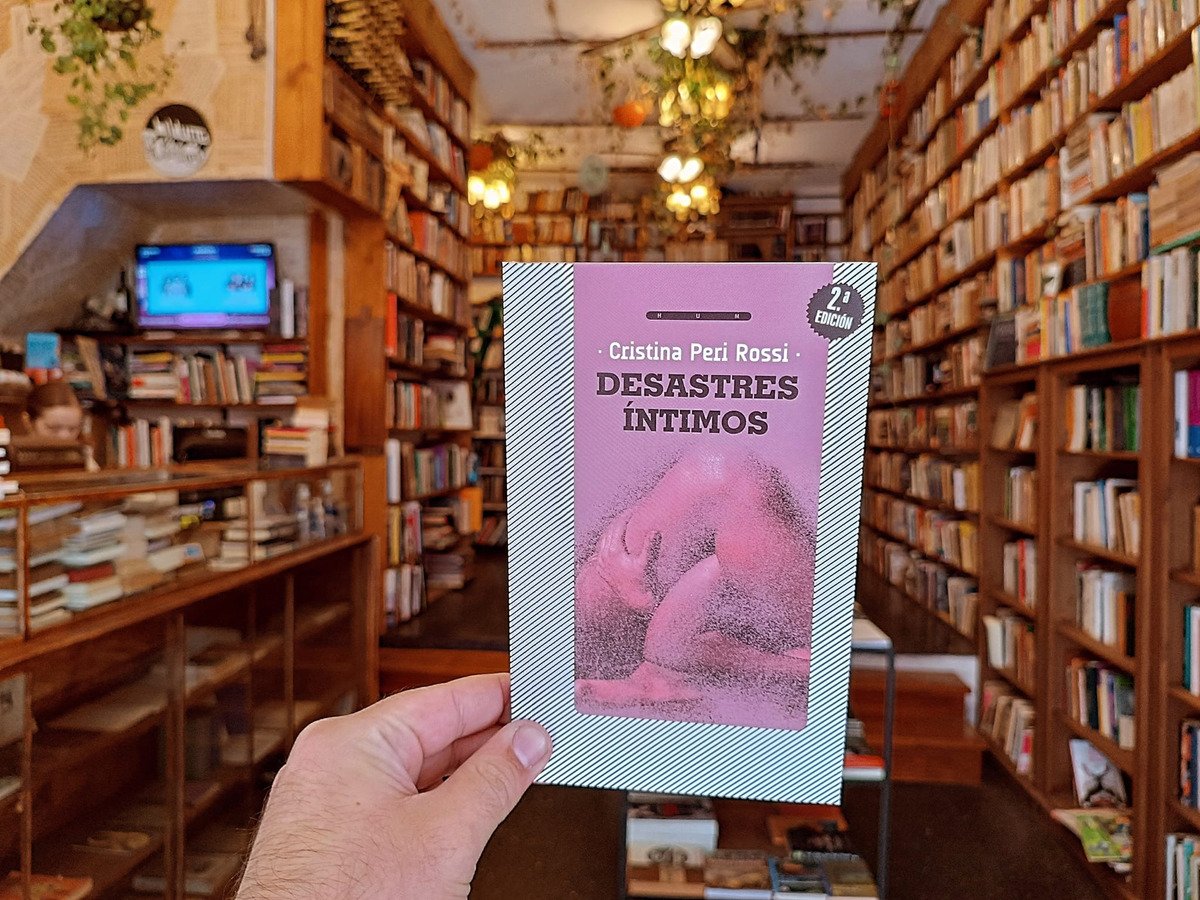 HUM
2.ª
EDICIÓN
· Cristina Peri Rossi ·
DESASTRES
ÍNTIMOS